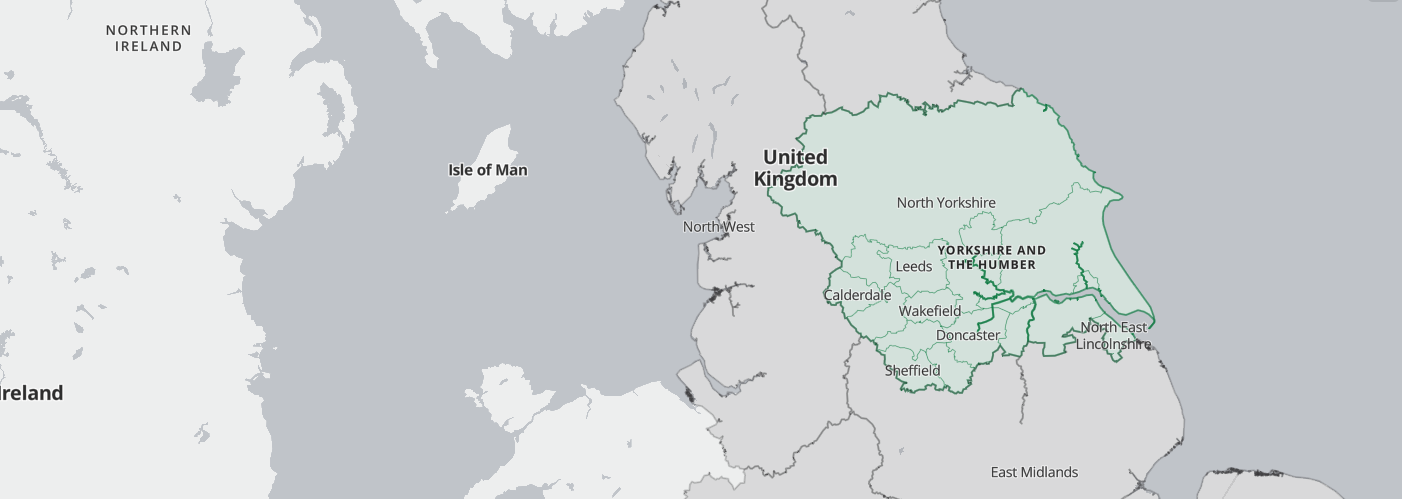 NORTHERN
IRELAND
Isle of Man
United
Kingdom
North West
North Yorkshire
YORKSHIRE AND
THE HUMBER
Leeds
Calderdale
Wakefield
Doncaster
North East
Lincolnshire
Sheffield
Ireland
East Midlands